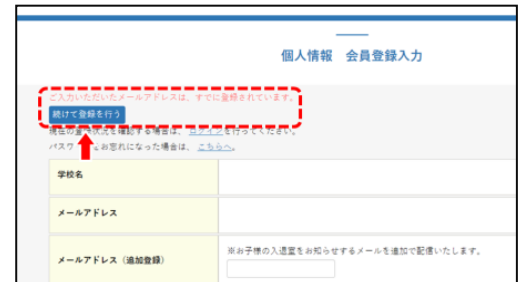 個人情報　会員登録入力
ご入力いただいたメールアドレスは、すでに登録されています。
続けて登録を行う
現在の登録状況を確認する場合は、ログインを行ってください。
パスワードをお忘れになった場合は、こちらへ。
学校名
メールアドレス
メールアドレス（追加登録）
※お子様の入退室をお知らせするメールを追加で配信いたします。